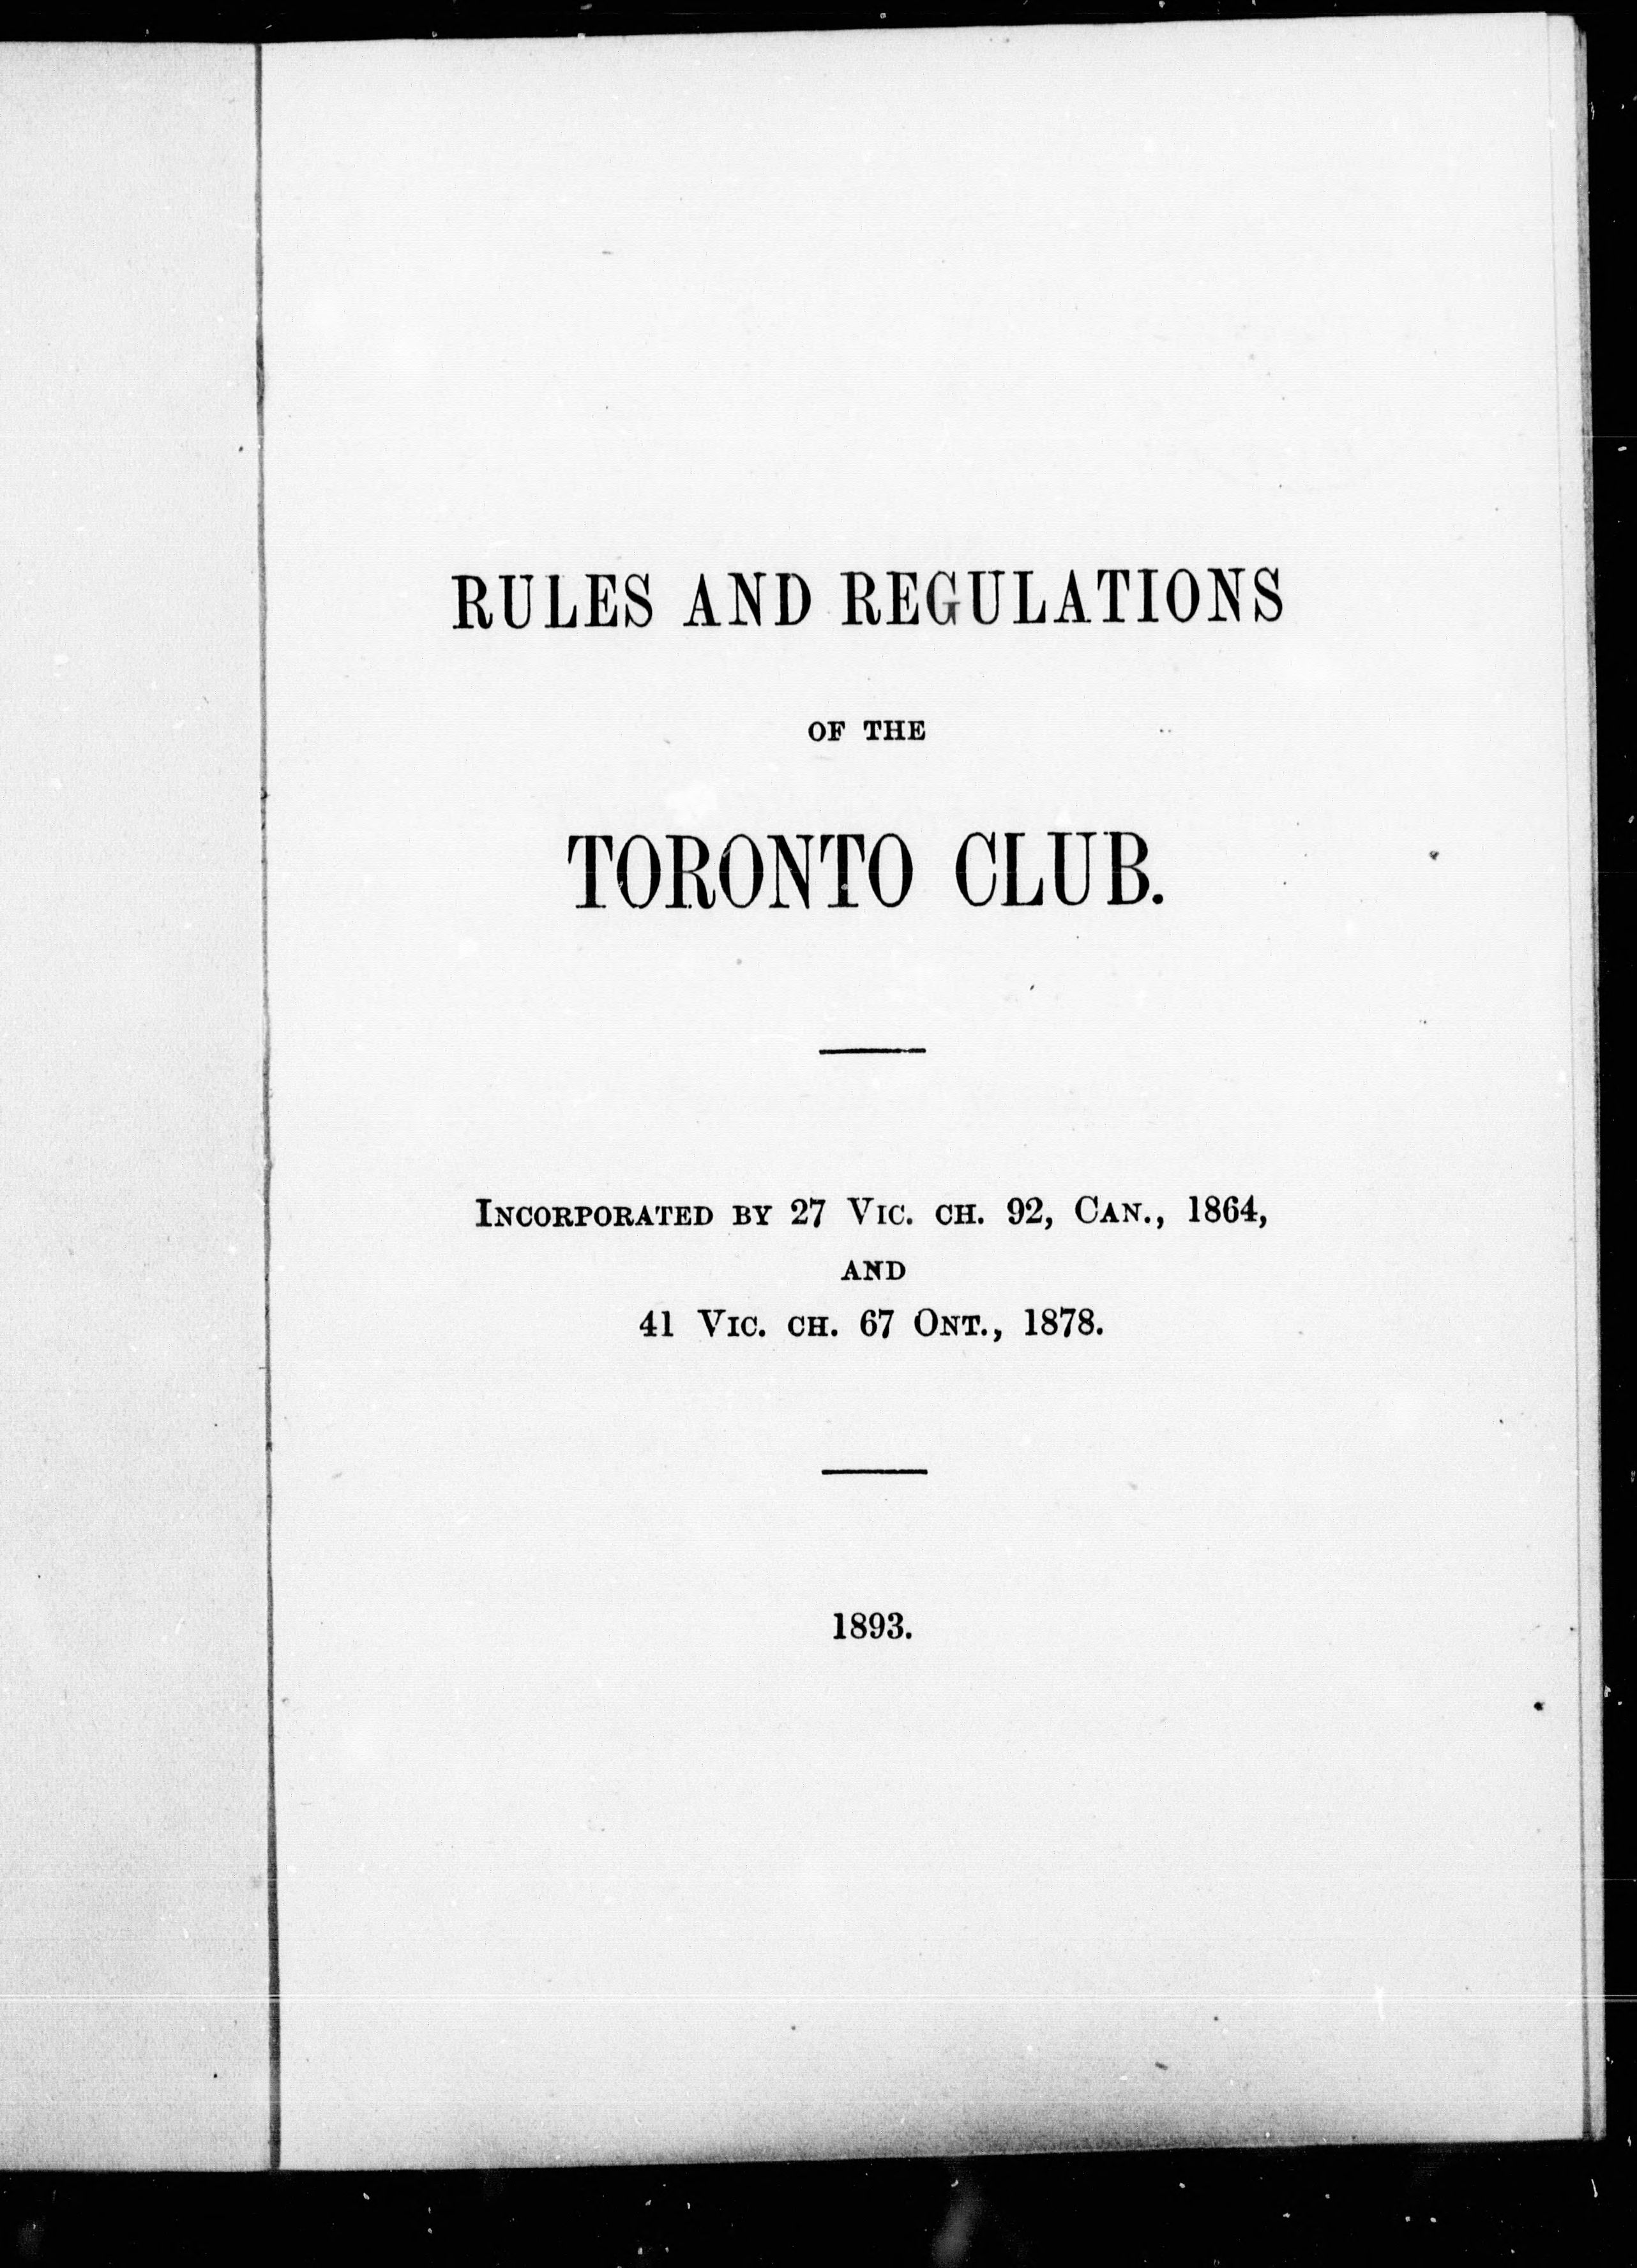 RULES AND REGULATIONS
OF THE
TORONTO CLUB.
INCORPORATED BY 27 VIC. CH. 92, CAN., 1864,
AND
41 VIC. CH. 67 ONT., 1878.
1893.